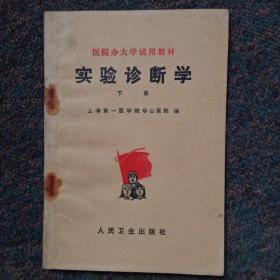 医院办大学试用教材
实验诊断学
下册
上海第一医学院华山医院 编
人民卫生出版社